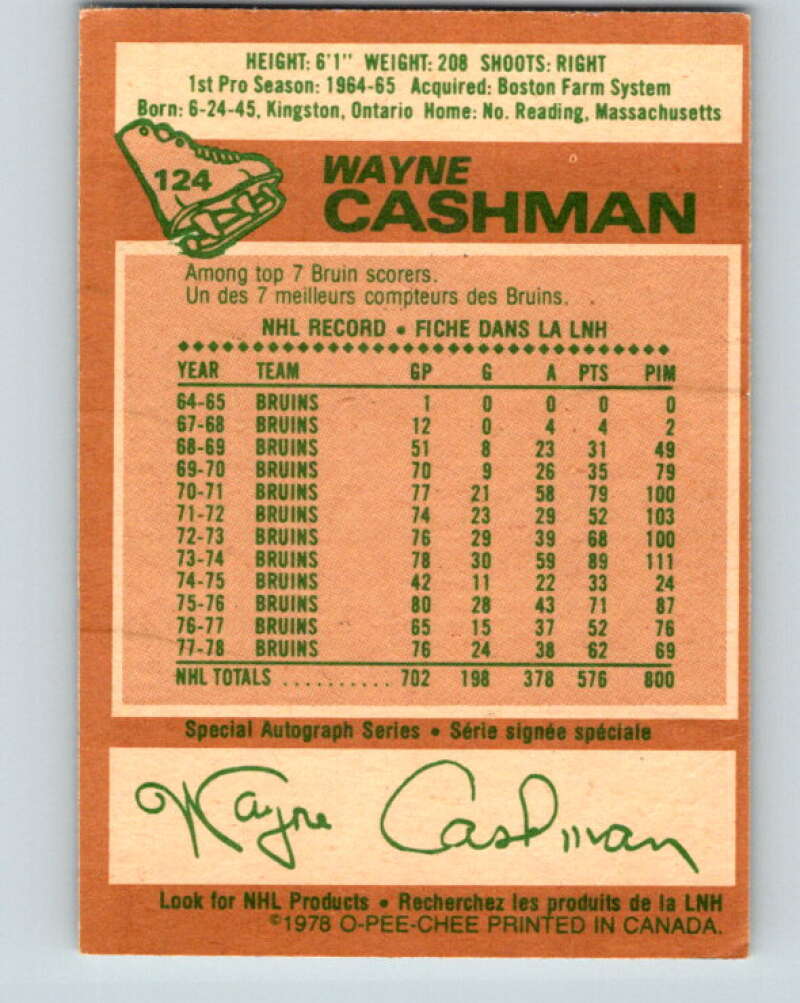 HEIGHT: 6'1" WEIGHT: 208 SHOOTS: RIGHT
1st Pro Season: 1964-65 Acquired: Boston Farm System
Born: 6-24-45, Kingston, Ontario Home: No. Reading, Massachusetts
124
WAYNE
CASHMAN
Among top 7 Bruin scorers.
Un des 7 meilleurs compteurs des Bruins.
NHL RECORD • FICHE DANS LA LNH
YEAR TEAM GP G A PTS PIM
64-65 BRUINS 1 0 0 0 0
67-68 BRUINS 12 0 4 4 2
68-69 BRUINS 51 8 23 31 49
69-70 BRUINS 70 9 26 35 79
70-71 BRUINS 77 21 58 79 100
71-72 BRUINS 74 23 29 52 103
72-73 BRUINS 76 29 39 68 100
73-74 BRUINS 78 30 59 89 111
74-75 BRUINS 42 11 22 33 24
75-76 BRUINS 80 28 43 71 87
76-77 BRUINS 65 15 37 52 76
77-78 BRUINS 76 24 38 62 69
NHL TOTALS .......... 702 198 378 576 800
Special Autograph Series • Série signée spéciale
Wayne Cashman
Look for NHL Products • Recherchez les produits de la LNH
©1978 O-PEE-CHEE PRINTED IN CANADA.